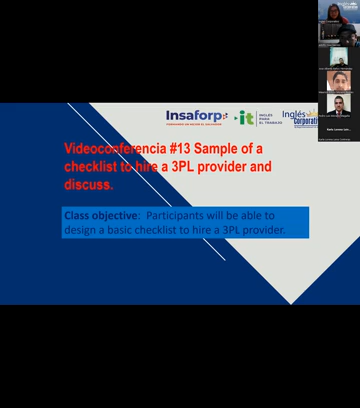 Insaforp
it
INGLÉS
PARA
EL TRABAJO
Inglés
Corporativo
Videoconferencia #13 Sample of a
checklist to hire a 3PL provider and
discuss.
Class objective: Participants will be able to
design a basic checklist to hire a 3PL provider.